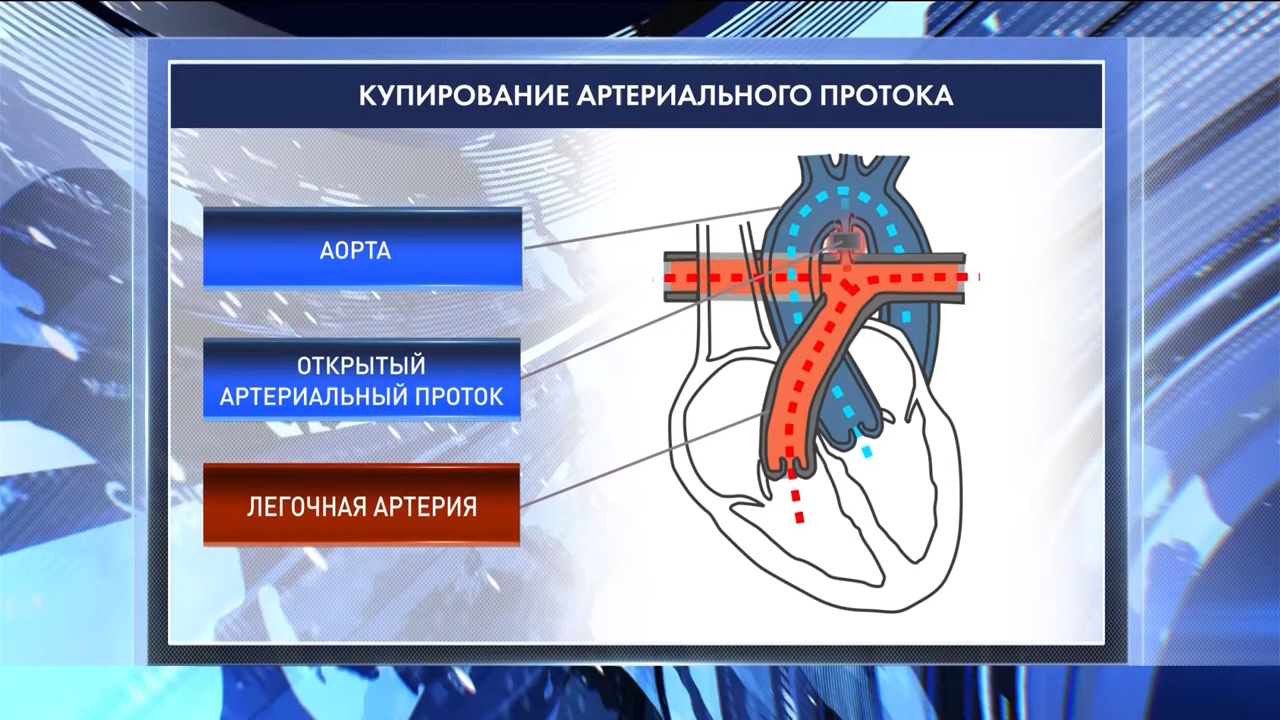 КУПИРОВАНИЕ АРТЕРИАЛЬНОГО ПРОТОКА
АОРТА
ОТКРЫТЫЙ
АРТЕРИАЛЬНЫЙ ПРОТОК
ЛЕГОЧНАЯ АРТЕРИЯ